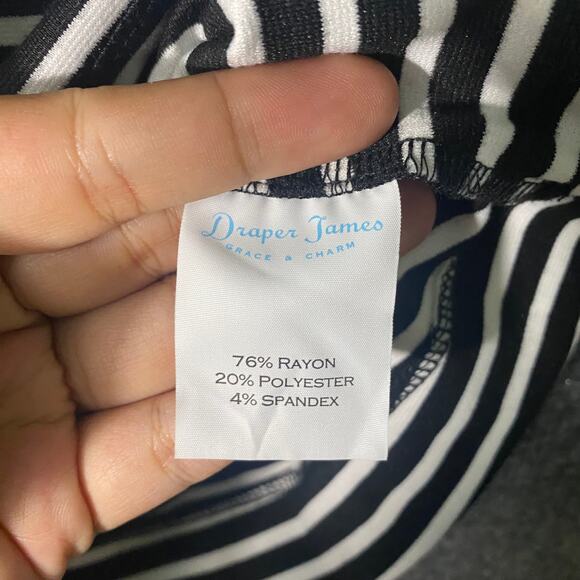 Draper James
GRACE & CHARM
76% RAYON
20% POLYESTER
4% SPANDEX